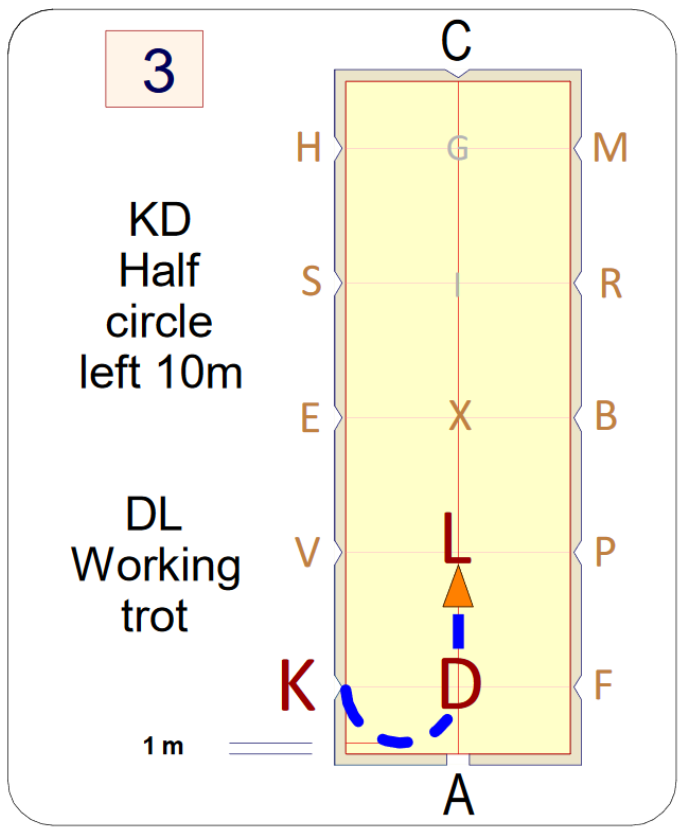 3
C
H G M
KD
Half
circle
left 10m
S I R
E X B
DL
Working
trot
V L P
K D F
1 m
A